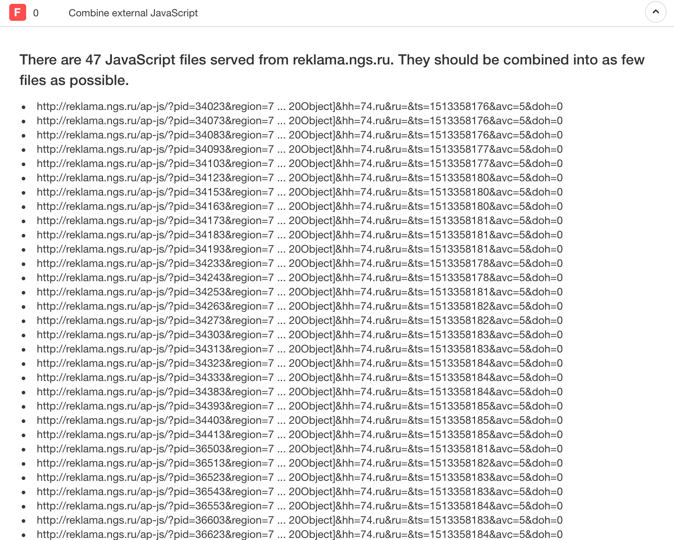 F 0 Combine external JavaScript
There are 47 JavaScript files served from reklama.ngs.ru. They should be combined into as few
files as possible.
• http://reklama.ngs.ru/ap-js/?pid=34023&region=7 ... 20Object]&hh=74.ru&ru=&ts=1513358176&avc=5&doh=0
• http://reklama.ngs.ru/ap-js/?pid=34073&region=7 ... 20Object]&hh=74.ru&ru=&ts=1513358176&avc=5&doh=0
• http://reklama.ngs.ru/ap-js/?pid=34083&region=7 ... 20Object]&hh=74.ru&ru=&ts=1513358176&avc=5&doh=0
• http://reklama.ngs.ru/ap-js/?pid=34093&region=7 ... 20Object]&hh=74.ru&ru=&ts=1513358177&avc=5&doh=0
• http://reklama.ngs.ru/ap-js/?pid=34103&region=7 ... 20Object]&hh=74.ru&ru=&ts=1513358177&avc=5&doh=0
• http://reklama.ngs.ru/ap-js/?pid=34123&region=7 ... 20Object]&hh=74.ru&ru=&ts=1513358180&avc=5&doh=0
• http://reklama.ngs.ru/ap-js/?pid=34153&region=7 ... 20Object]&hh=74.ru&ru=&ts=1513358180&avc=5&doh=0
• http://reklama.ngs.ru/ap-js/?pid=34163&region=7 ... 20Object]&hh=74.ru&ru=&ts=1513358180&avc=5&doh=0
• http://reklama.ngs.ru/ap-js/?pid=34173&region=7 ... 20Object]&hh=74.ru&ru=&ts=1513358181&avc=5&doh=0
• http://reklama.ngs.ru/ap-js/?pid=34183&region=7 ... 20Object]&hh=74.ru&ru=&ts=1513358181&avc=5&doh=0
• http://reklama.ngs.ru/ap-js/?pid=34193&region=7 ... 20Object]&hh=74.ru&ru=&ts=1513358181&avc=5&doh=0
• http://reklama.ngs.ru/ap-js/?pid=34233&region=7 ... 20Object]&hh=74.ru&ru=&ts=1513358178&avc=5&doh=0
• http://reklama.ngs.ru/ap-js/?pid=34243&region=7 ... 20Object]&hh=74.ru&ru=&ts=1513358178&avc=5&doh=0
• http://reklama.ngs.ru/ap-js/?pid=34253&region=7 ... 20Object]&hh=74.ru&ru=&ts=1513358181&avc=5&doh=0
• http://reklama.ngs.ru/ap-js/?pid=34263&region=7 ... 20Object]&hh=74.ru&ru=&ts=1513358182&avc=5&doh=0
• http://reklama.ngs.ru/ap-js/?pid=34273&region=7 ... 20Object]&hh=74.ru&ru=&ts=1513358182&avc=5&doh=0
• http://reklama.ngs.ru/ap-js/?pid=34303&region=7 ... 20Object]&hh=74.ru&ru=&ts=1513358183&avc=5&doh=0
• http://reklama.ngs.ru/ap-js/?pid=34313&region=7 ... 20Object]&hh=74.ru&ru=&ts=1513358183&avc=5&doh=0
• http://reklama.ngs.ru/ap-js/?pid=34323&region=7 ... 20Object]&hh=74.ru&ru=&ts=1513358184&avc=5&doh=0
• http://reklama.ngs.ru/ap-js/?pid=34333&region=7 ... 20Object]&hh=74.ru&ru=&ts=1513358184&avc=5&doh=0
• http://reklama.ngs.ru/ap-js/?pid=34383&region=7 ... 20Object]&hh=74.ru&ru=&ts=1513358184&avc=5&doh=0
• http://reklama.ngs.ru/ap-js/?pid=34393&region=7 ... 20Object]&hh=74.ru&ru=&ts=1513358185&avc=5&doh=0
• http://reklama.ngs.ru/ap-js/?pid=34403&region=7 ... 20Object]&hh=74.ru&ru=&ts=1513358185&avc=5&doh=0
• http://reklama.ngs.ru/ap-js/?pid=34413&region=7 ... 20Object]&hh=74.ru&ru=&ts=1513358185&avc=5&doh=0
• http://reklama.ngs.ru/ap-js/?pid=36503&region=7 ... 20Object]&hh=74.ru&ru=&ts=1513358181&avc=5&doh=0
• http://reklama.ngs.ru/ap-js/?pid=36513&region=7 ... 20Object]&hh=74.ru&ru=&ts=1513358182&avc=5&doh=0
• http://reklama.ngs.ru/ap-js/?pid=36523&region=7 ... 20Object]&hh=74.ru&ru=&ts=1513358183&avc=5&doh=0
• http://reklama.ngs.ru/ap-js/?pid=36543&region=7 ... 20Object]&hh=74.ru&ru=&ts=1513358183&avc=5&doh=0
• http://reklama.ngs.ru/ap-js/?pid=36553&region=7 ... 20Object]&hh=74.ru&ru=&ts=1513358184&avc=5&doh=0
• http://reklama.ngs.ru/ap-js/?pid=36603&region=7 ... 20Object]&hh=74.ru&ru=&ts=1513358183&avc=5&doh=0
• http://reklama.ngs.ru/ap-js/?pid=36623&region=7 ... 20Object]&hh=74.ru&ru=&ts=1513358184&avc=5&doh=0